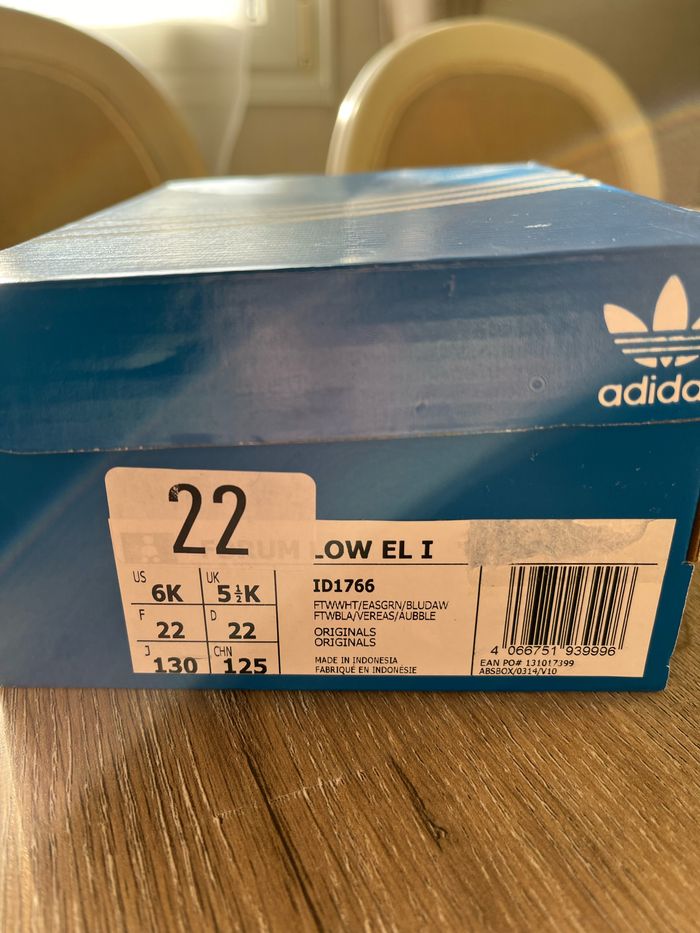 adidas
22
FORUM LOW EL I
US 6K UK 5½K
F 22 D 22
J 130 CHN 125
ID1766
FTWWHT/EASGRN/BLUDAW
FTWBLA/VEREAS/AUBBLE
ORIGINALS
ORIGINALS
MADE IN INDONESIA
FABRIQUÉ EN INDONÉSIE
4 066751 939996
EAN PO# 131017399
ABSBOX/0314/V10